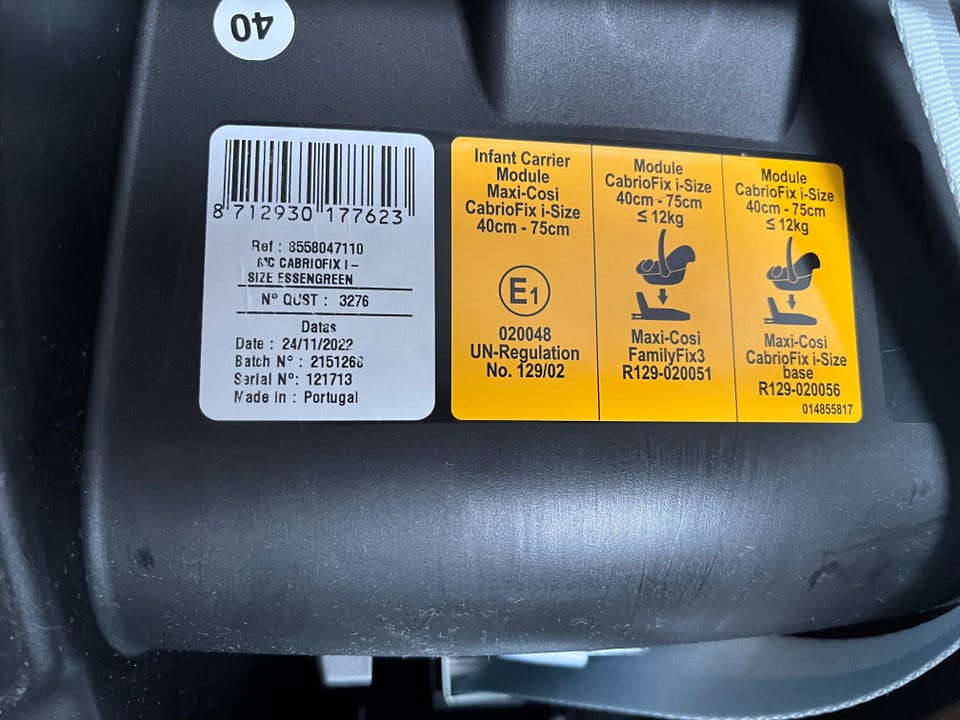 40
8 712930 177623
Ref : 8558047110
MC CABRIOFIX I-
SIZE ESSENGREEN
N° CUST : 3276
Datas
Date : 24/11/2022
Batch N° : 2151268
Serial N°: 121713
Made in : Portugal
Infant Carrier
Module
Maxi-Cosi
CabrioFix i-Size
40cm - 75cm
E1
020048
UN-Regulation
No. 129/02
Module
CabrioFix i-Size
40cm - 75cm
≤ 12kg
Maxi-Cosi
FamilyFix3
R129-020051
Module
CabrioFix i-Size
40cm - 75cm
≤ 12kg
Maxi-Cosi
CabrioFix i-Size
base
R129-020056
014855817